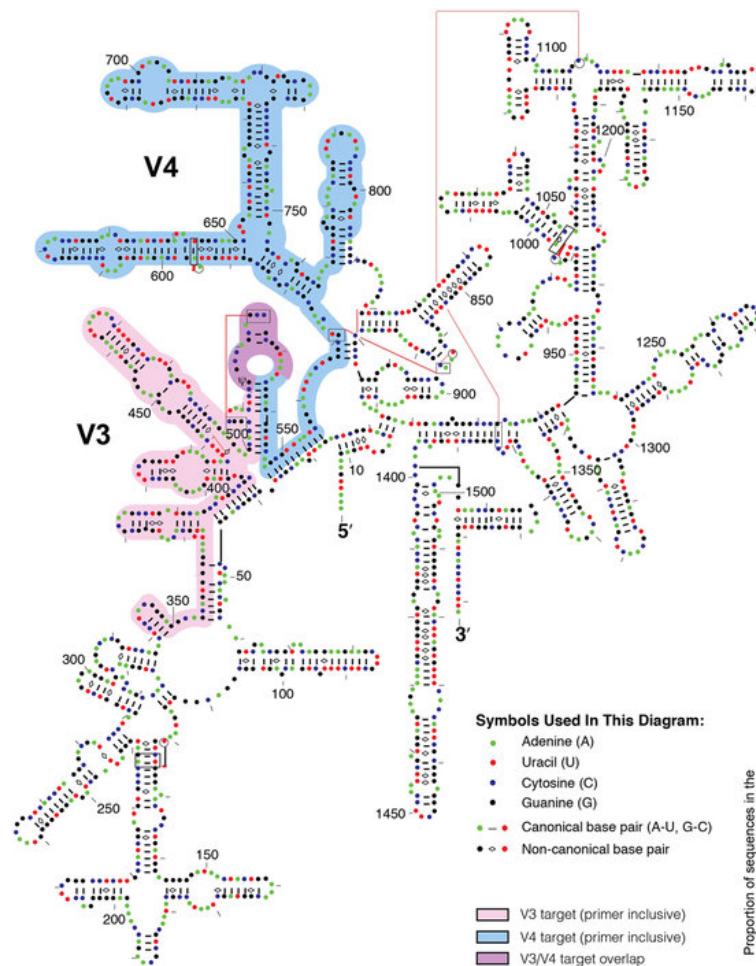 700
1100
1150
V4
800
1200
750
650
1050
1000
600
850
1250
950
450
900
V3
500
550
1300
400
10
1350
1400
1500
5′
50
350
3′
300
100
250
1450
150
200
Symbols Used In This Diagram:
Adenine (A)
Uracil (U)
Cytosine (C)
Guanine (G)
Canonical base pair (A-U, G-C)
Non-canonical base pair
V3 target (primer inclusive)
V4 target (primer inclusive)
V3/V4 target overlap
Proportion of sequences in the